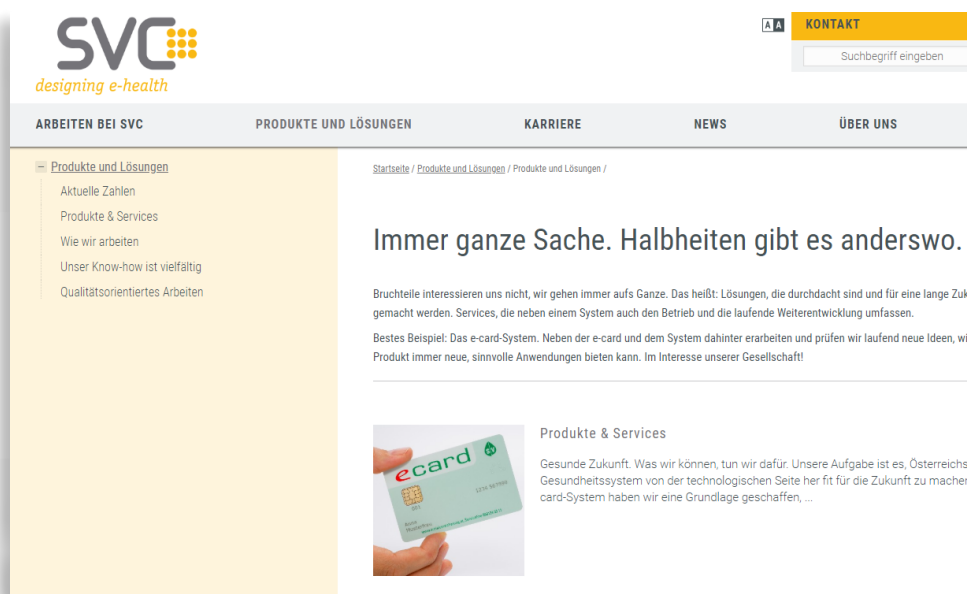 SVC
designing e-health
A A
KONTAKT
Suchbegriff eingeben
ARBEITEN BEI SVC
PRODUKTE UND LÖSUNGEN
KARRIERE
NEWS
ÜBER UNS
Produkte und Lösungen
Aktuelle Zahlen
Produkte & Services
Wie wir arbeiten
Unser Know-how ist vielfältig
Qualitätsorientiertes Arbeiten
Startseite / Produkte und Lösungen / Produkte und Lösungen /
Immer ganze Sache. Halbheiten gibt es anderswo.
Bruchteile interessieren uns nicht, wir gehen immer aufs Ganze. Das heißt: Lösungen, die durchdacht sind und für eine lange Zuk
gemacht werden. Services, die neben einem System auch den Betrieb und die laufende Weiterentwicklung umfassen.
Bestes Beispiel: Das e-card-System. Neben der e-card und dem System dahinter erarbeiten und prüfen wir laufend neue Ideen, wi
Produkt immer neue, sinnvolle Anwendungen bieten kann. Im Interesse unserer Gesellschaft!
ecard
Produkte & Services
Gesunde Zukunft. Was wir können, tun wir dafür. Unsere Aufgabe ist es, Österreichs
Gesundheitssystem von der technologischen Seite her fit für die Zukunft zu machen
card-System haben wir eine Grundlage geschaffen, ...